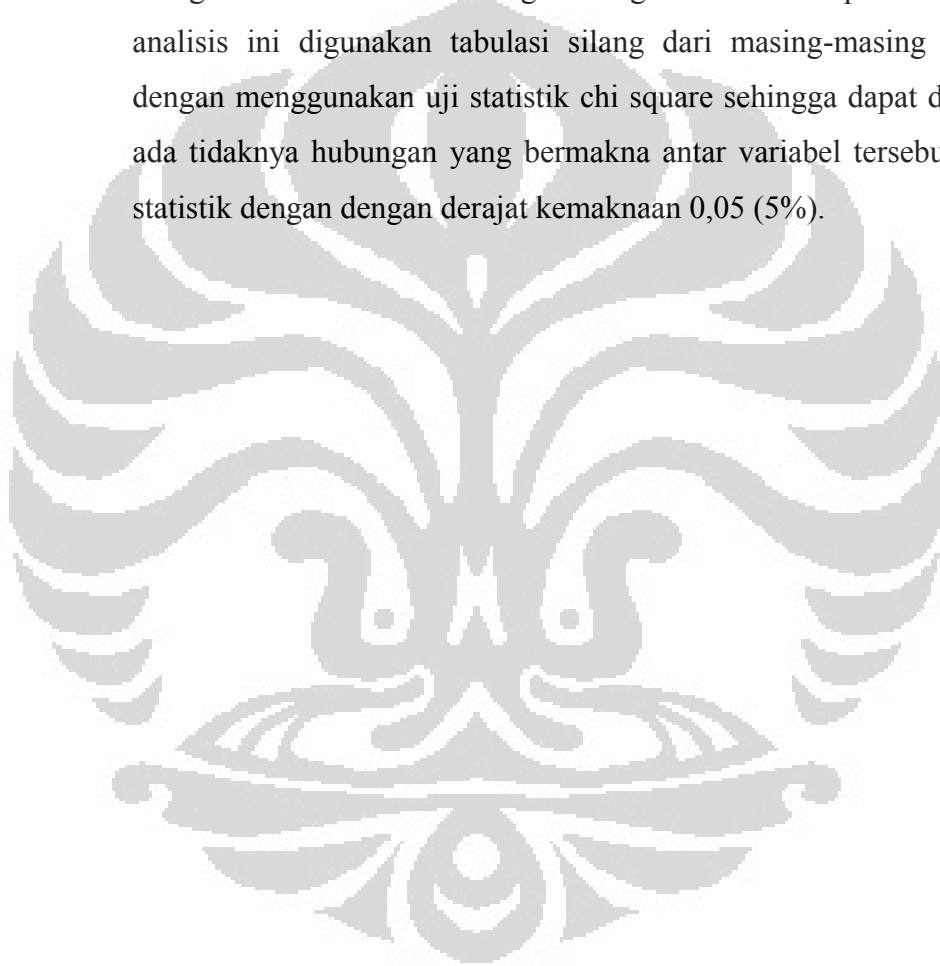 analisis ini digunakan tabulasi silang dari masing-masing
dengan menggunakan uji statistik chi square sehingga dapat
ada tidaknya hubungan yang bermakna antar variabel
statistik dengan dengan derajat kemaknaan 0,05 (5%).